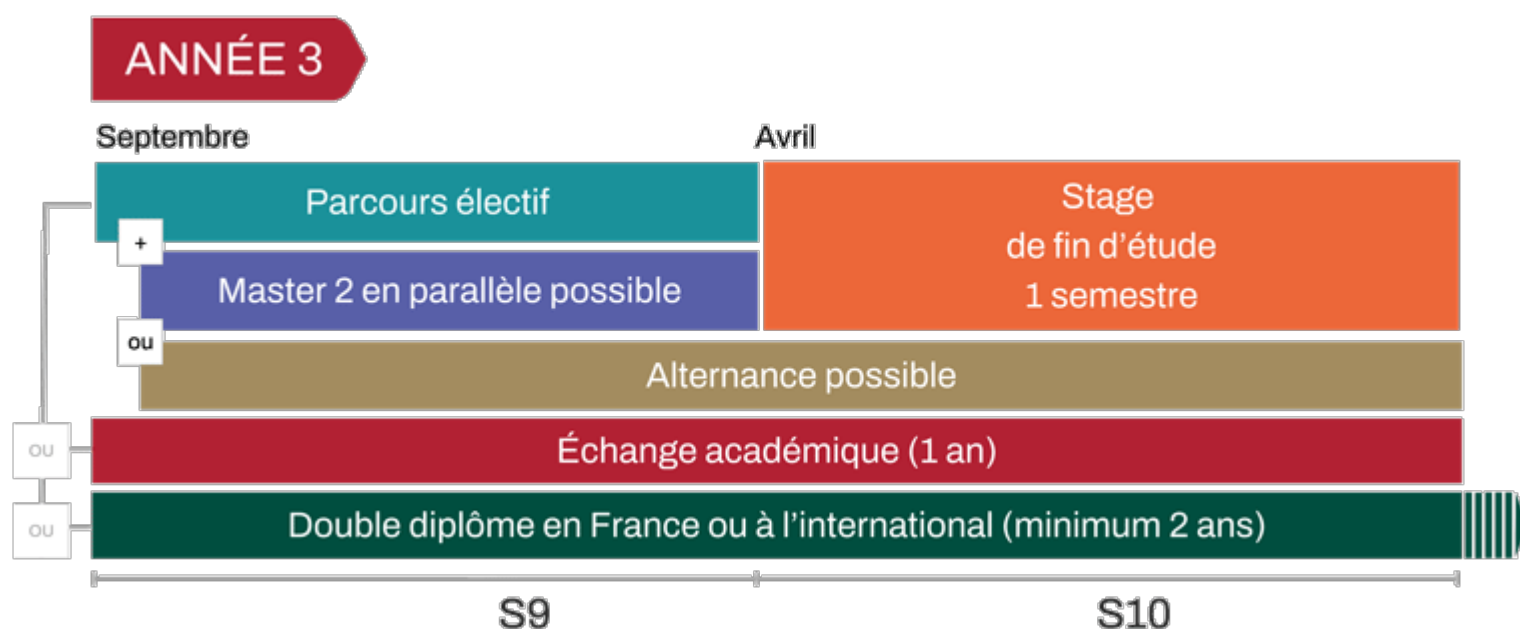 ANNÉE 3
Septembre
Avril
Parcours électif
Stage
de fin d'étude
1 semestre
+
Master 2 en parallèle possible
ou
Alternance possible
ou
Échange académique (1 an)
ou
Double diplôme en France ou à l'international (minimum 2 ans)
S9
S10